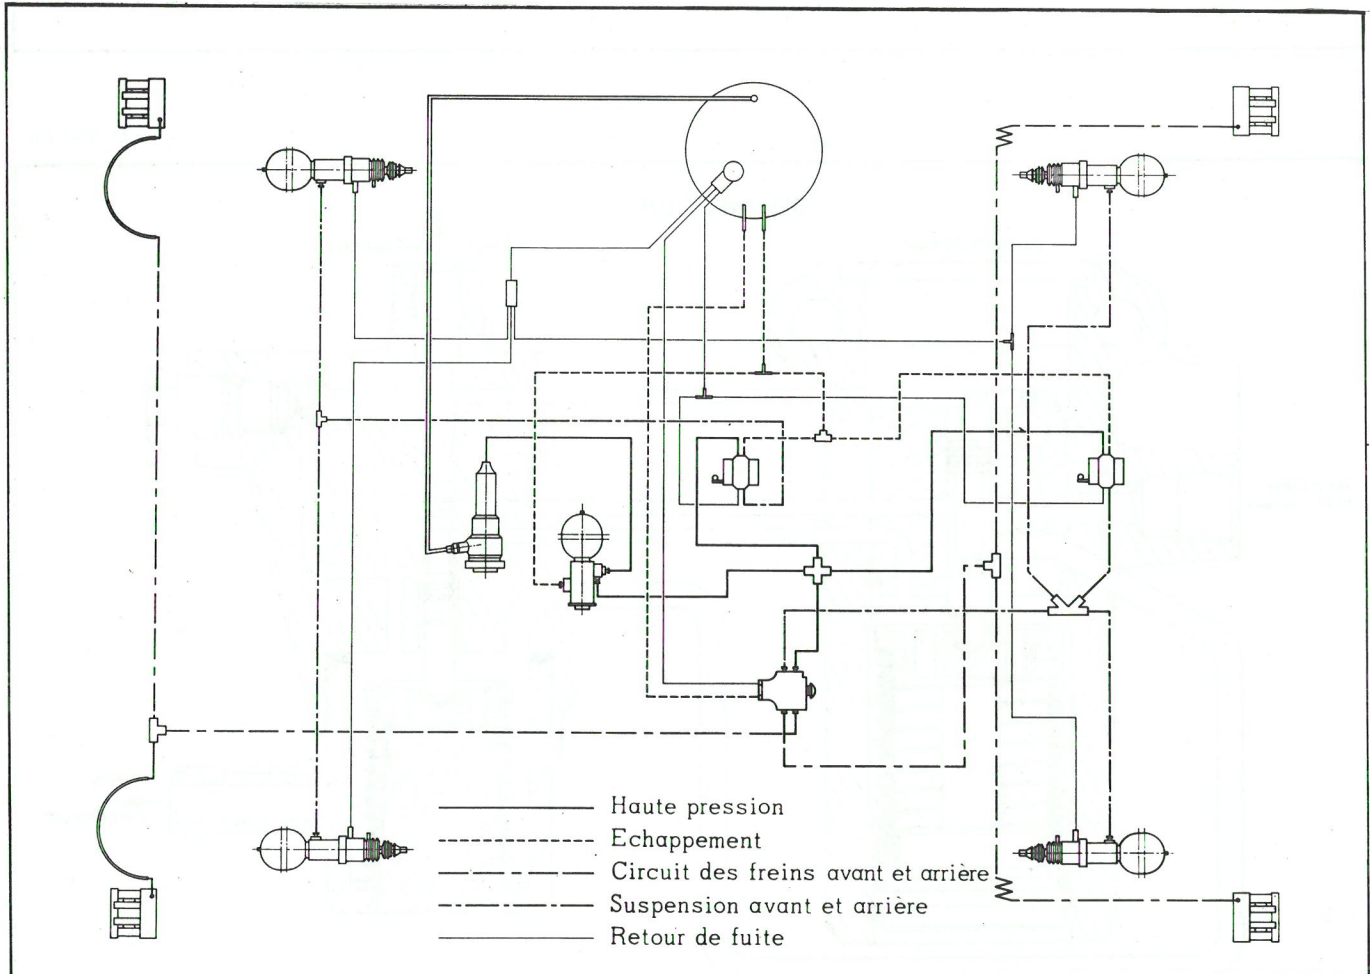 Haute pression
Echappement
Circuit des freins avant et arrière
Suspension avant et arrière
Retour de fuite